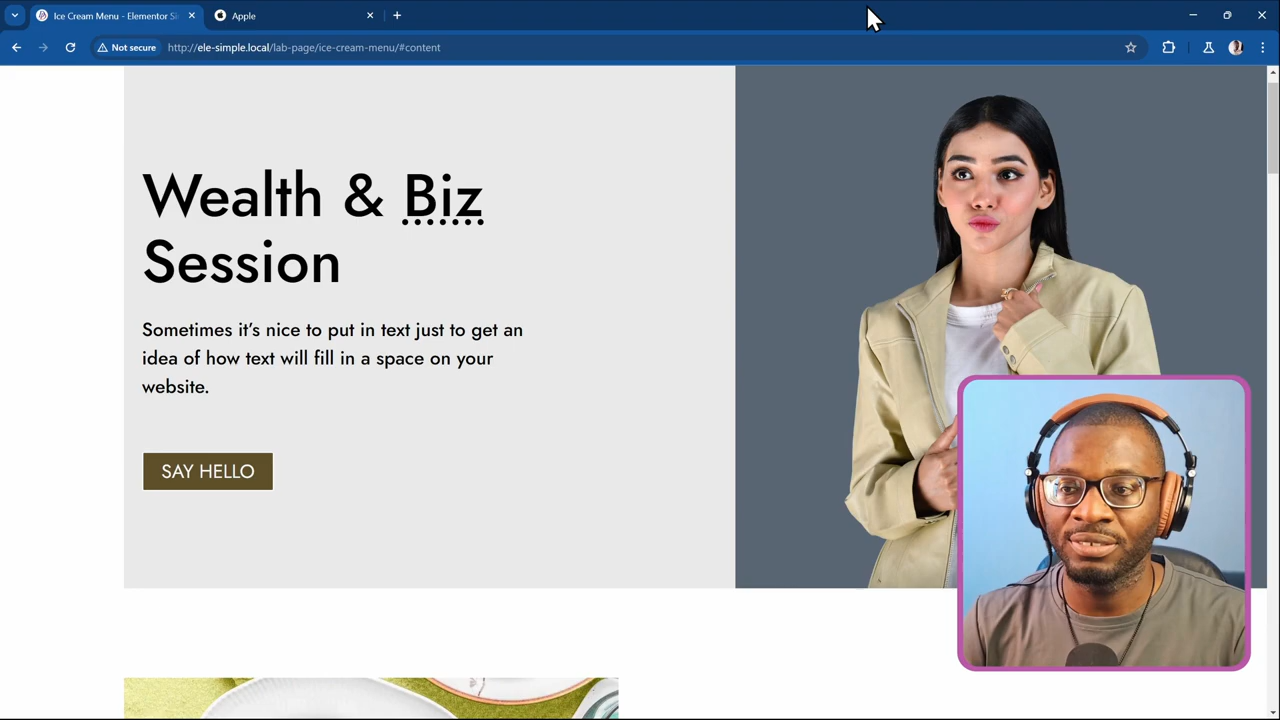 Ice Cream Menu - Elementor
Apple
Not secure
http://ele-simple.local/lab-page/ice-cream-menu/#content
Wealth & Biz
Session
Sometimes it's nice to put in text just to get an
idea of how text will fill in a space on your
website.
SAY HELLO